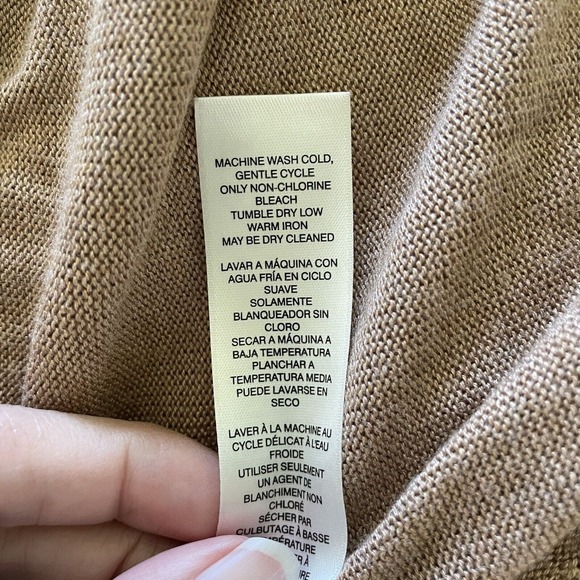 MACHINE WASH COLD,
GENTLE CYCLE
ONLY NON-CHLORINE
BLEACH
TUMBLE DRY LOW
WARM IRON
MAY BE DRY CLEANED
LAVAR A MÁQUINA CON
AGUA FRÍA EN CICLO
SUAVE
SOLAMENTE
BLANQUEADOR SIN
CLORO
SECAR A MÁQUINA A
BAJA TEMPERATURA
PLANCHAR A
TEMPERATURA MEDIA
PUEDE LAVARSE EN
SECO
LAVER À LA MACHINE AU
CYCLE DÉLICAT À L'EAU
FROIDE
UTILISER SEULEMENT
UN AGENT DE
BLANCHIMENT NON
CHLORÉ
SÉCHER PAR
CULBUTAGE À BASSE